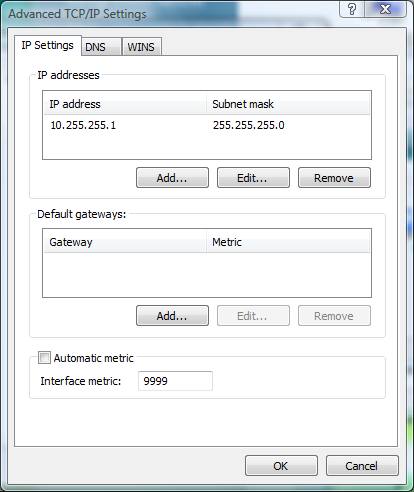 Advanced TCP/IP Settings
IP Settings DNS WINS
IP addresses
IP address Subnet mask
10.255.255.1 255.255.255.0
Add... Edit... Remove
Default gateways:
Gateway Metric
Add... Edit... Remove
Automatic metric
Interface metric: 9999
OK Cancel